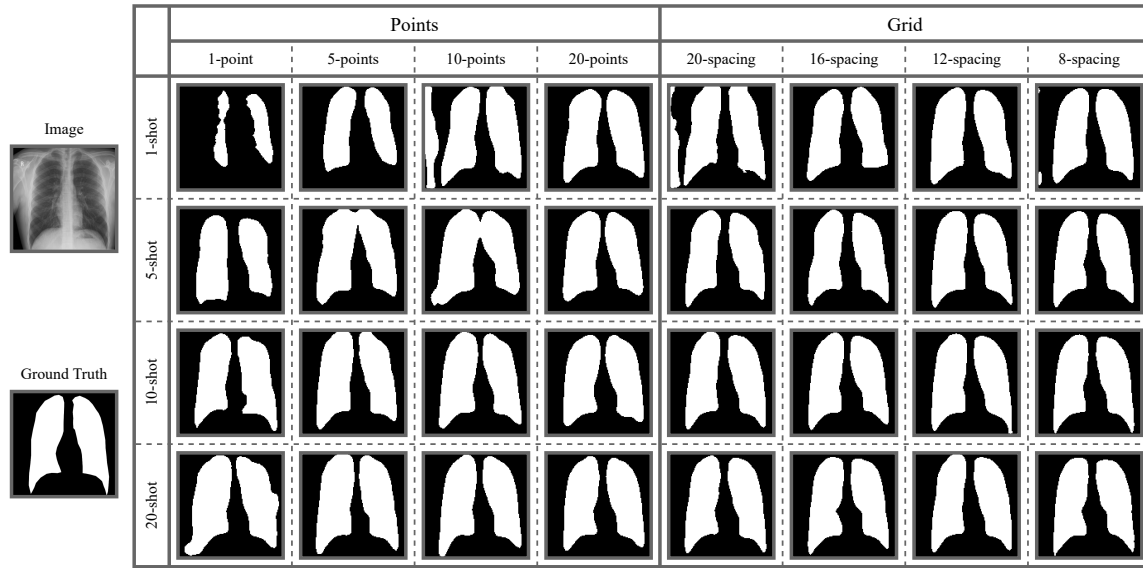 Points
Grid
1-point
5-points
10-points
20-points
20-spacing
16-spacing
12-spacing
8-spacing
Image
Ground Truth
1-shot
5-shot
10-shot
20-shot